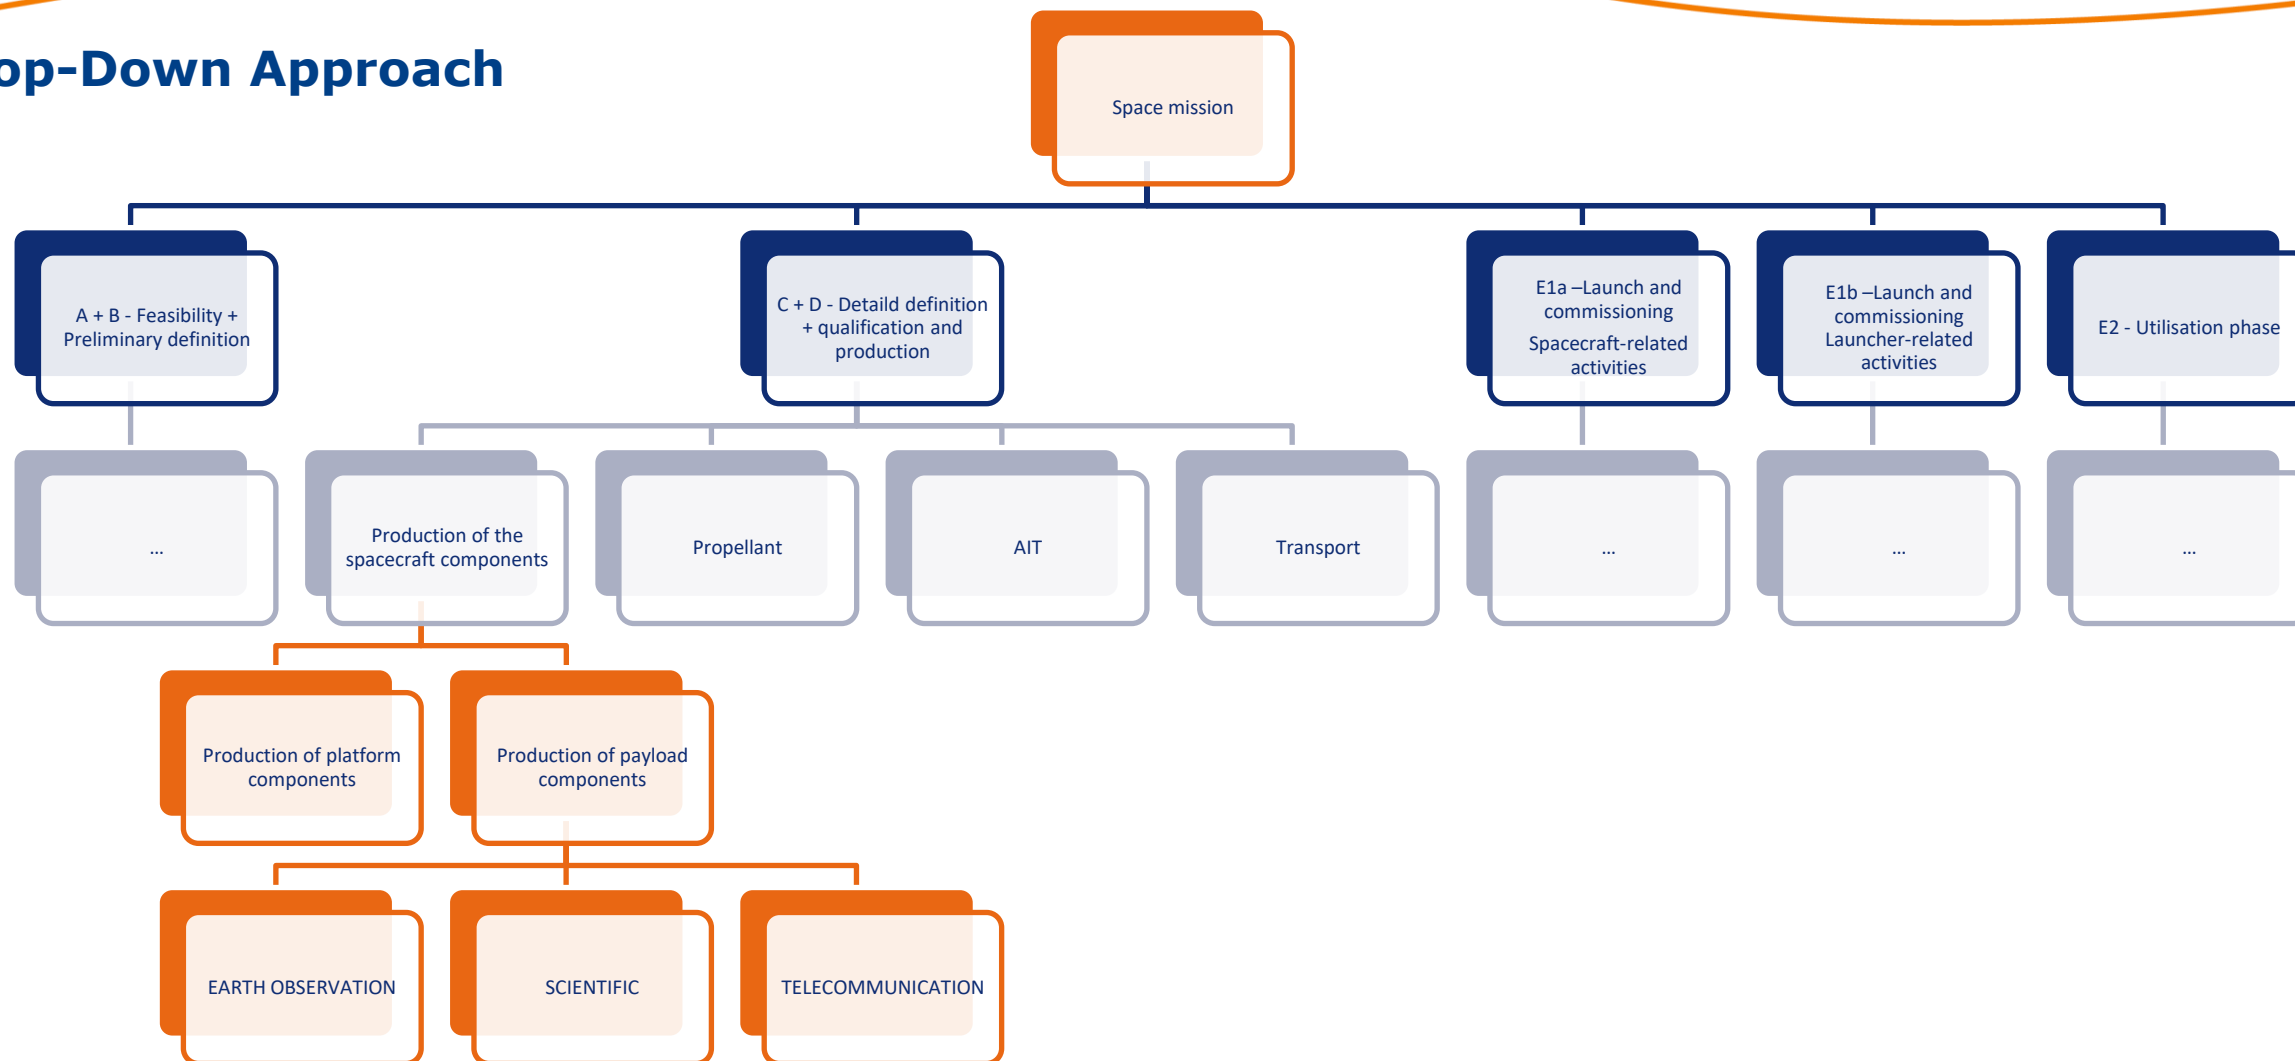 op-Down Approach
Space mission
A + B - Feasibility +
Preliminary definition
C + D - Detaild definition
+ qualification and
production
E1a –Launch and
commissioning
Spacecraft-related
activities
E1b –Launch and
commissioning
Launcher-related
activities
E2 - Utilisation phase
...
Production of the
spacecraft components
Propellant
AIT
Transport
...
...
...
Production of platform
components
Production of payload
components
EARTH OBSERVATION
SCIENTIFIC
TELECOMMUNICATION